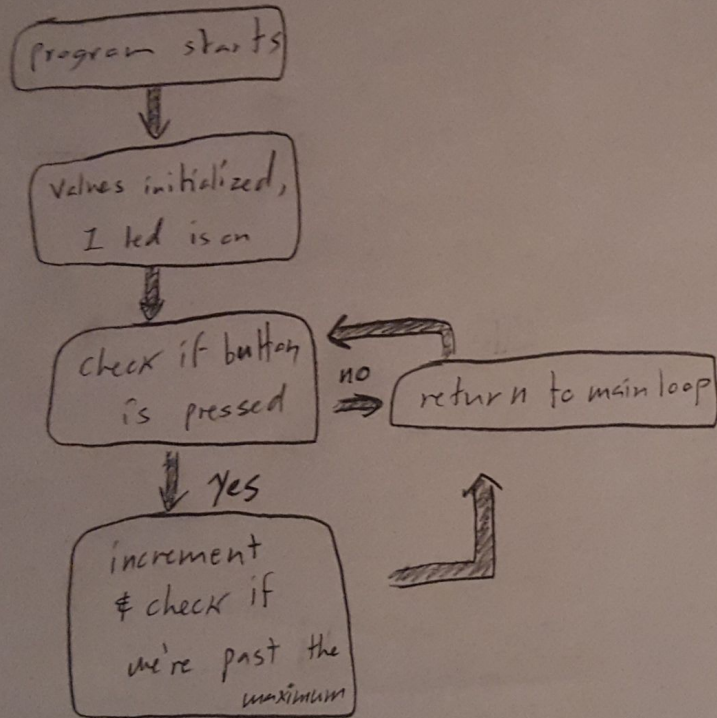 program starts
values initialized,
1 led is on
check if button
is pressed
no
return to main loop
yes
increment
& check if
we're past the
maximum